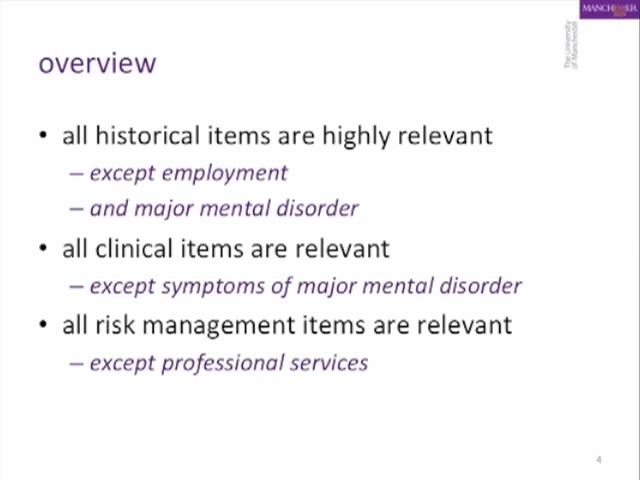 MANCHESTER
The University
of Manchester
overview
• all historical items are highly relevant
– except employment
– and major mental disorder
• all clinical items are relevant
– except symptoms of major mental disorder
• all risk management items are relevant
– except professional services
4